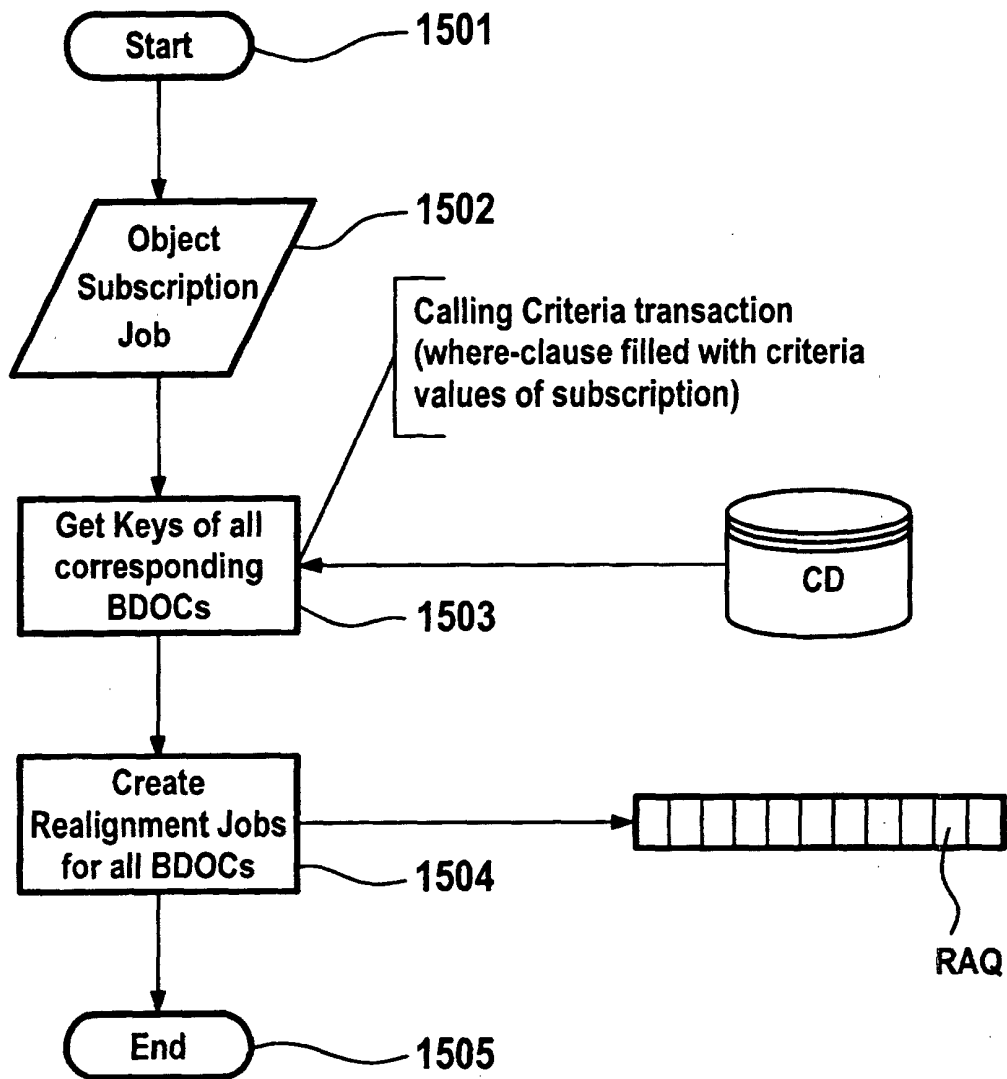 Start
1501
Object
Subscription
Job
1502
Calling Criteria transaction
(where-clause filled with criteria
values of subscription)
Get Keys of all
corresponding
BDOCs
1503
CD
Create
Realignment Jobs
for all BDOCs
1504
RAQ
End
1505